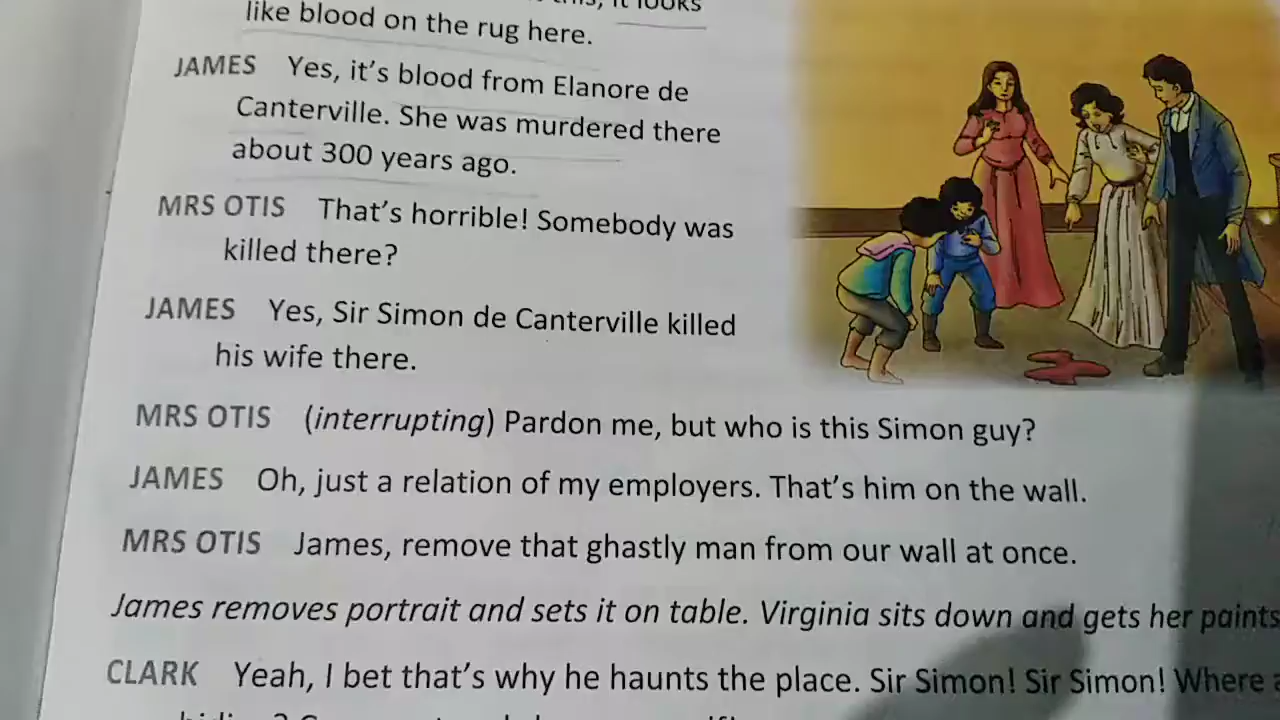 it looks
like blood on the rug here.
JAMES Yes, it's blood from Elanore de
Canterville. She was murdered there
about 300 years ago.
MRS OTIS That's horrible! Somebody was
killed there?
JAMES Yes, Sir Simon de Canterville killed
his wife there.
MRS OTIS (interrupting) Pardon me, but who is this Simon guy?
JAMES Oh, just a relation of my employers. That's him on the wall.
MRS OTIS James, remove that ghastly man from our wall at once.
James removes portrait and sets it on table. Virginia sits down and gets her paints
CLARK Yeah, I bet that's why he haunts the place. Sir Simon! Sir Simon! Where